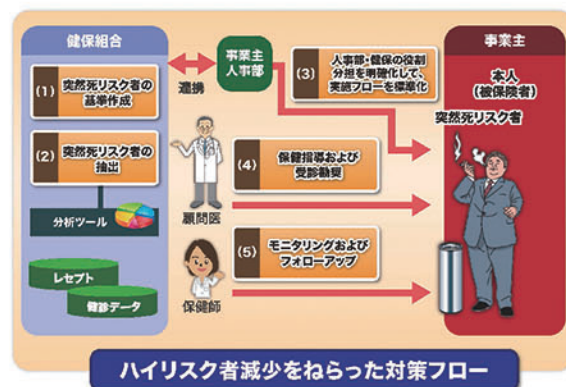 健保組合
(1)
突然死リスク者の
基準作成
(2)
突然死リスク者の
抽出
分析ツール
レセプト
健診データ
事業主
人事部
連携
(3)
人事部・健保の役割
分担を明確化して、
実施フローを標準化
顧問医
(4)
保健指導および
受診勧奨
保健師
(5)
モニタリングおよび
フォローアップ
事業主
本人
(被保険者)
突然死リスク者
ハイリスク者減少をねらった対策フロー